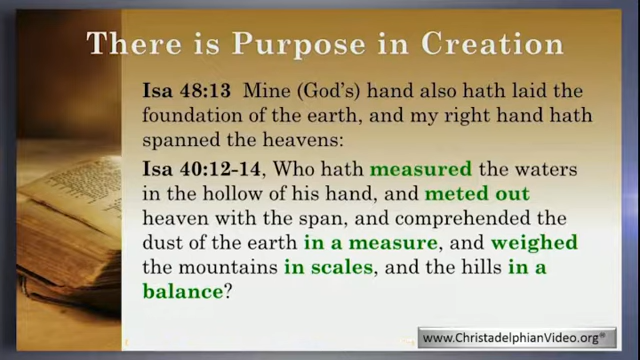 There is Purpose in Creation
Isa 48:13 Mine (God's) hand also hath laid the
foundation of the earth, and my right hand hath
spanned the heavens:
Isa 40:12-14, Who hath measured the waters
in the hollow of his hand, and meted out
heaven with the span, and comprehended the
dust of the earth in a measure, and weighed
the mountains in scales, and the hills in a
balance?
www.ChristadelphianVideo.org®